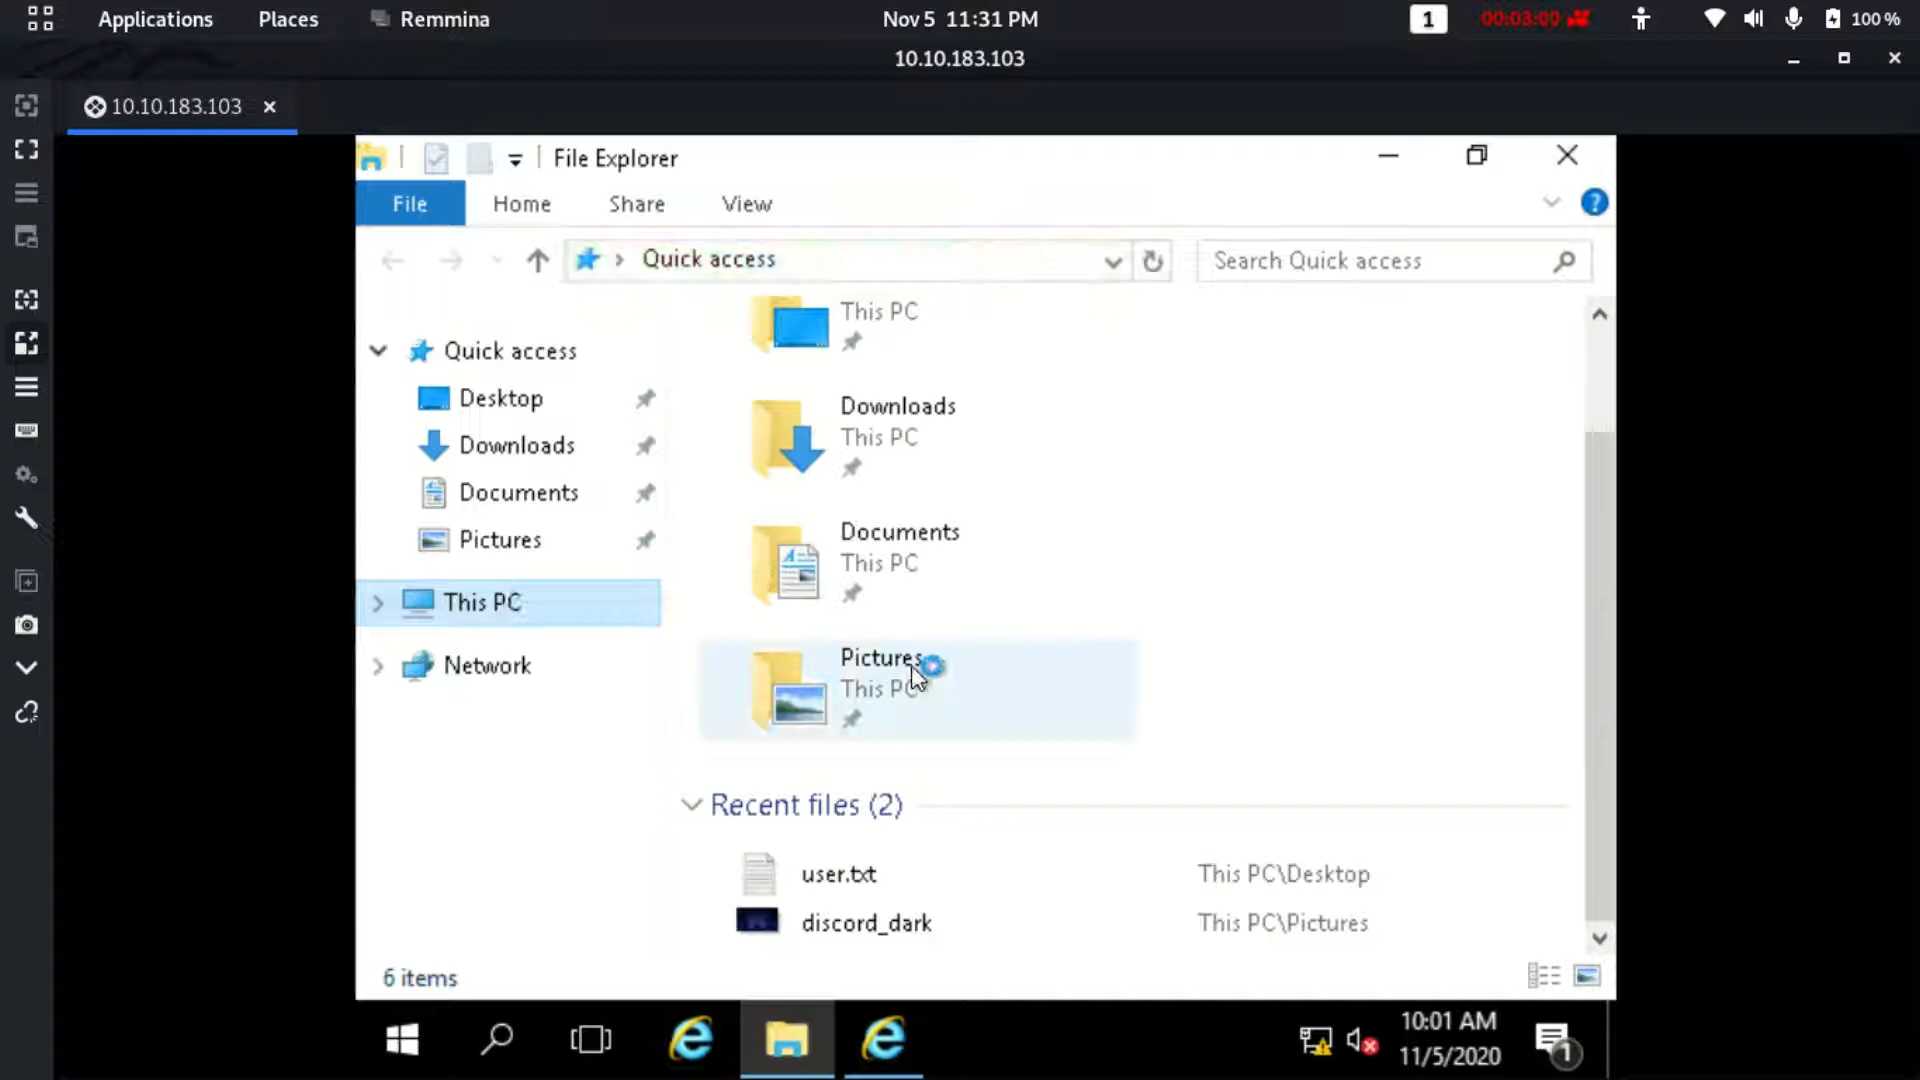 Applications Places Remmina Nov 5 11:31 PM 1 00:03:00 100 %
10.10.183.103
10.10.183.103
File Explorer
File Home Share View
Quick access Search Quick access
This PC
Quick access
Desktop
Downloads
This PC
Downloads
Documents
Documents
This PC
Pictures
This PC
Pictures
This PC
Network
Recent files (2)
user.txt This PC\Desktop
discord_dark This PC\Pictures
6 items
10:01 AM
11/5/2020
1